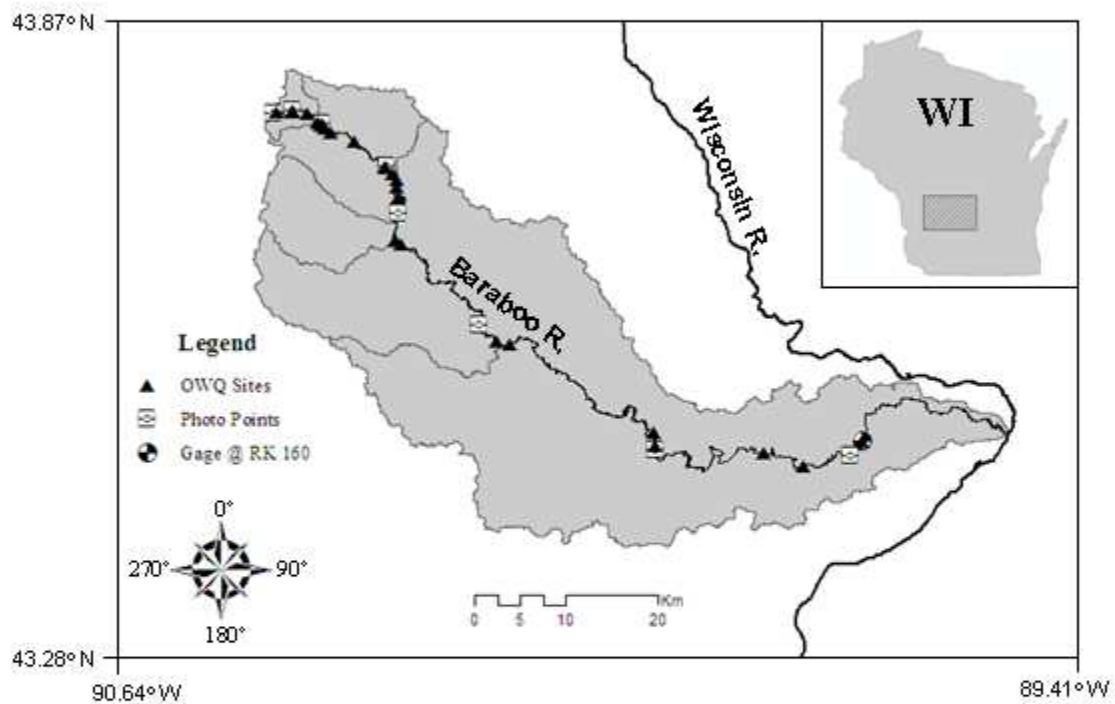 43.87° N
WI
Wisconsin R.
Baraboo R.
Legend
OWQ Sites
Photo Points
Gage @ RK 160
0°
270°
90°
180°
Km
0 5 10 20
43.28° N
90.64° W
89.41° W